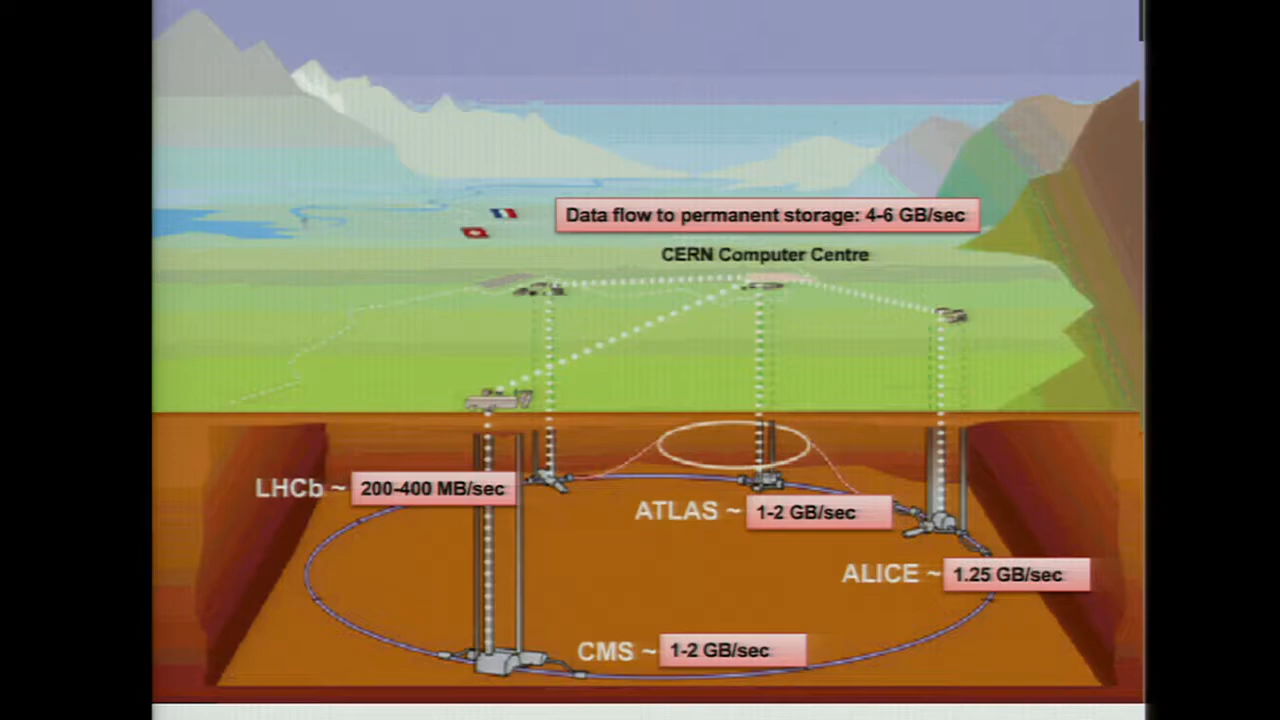 Data flow to permanent storage: 4-6 GB/sec
CERN Computer Centre
LHCb ~ 200-400 MB/sec
ATLAS ~ 1-2 GB/sec
ALICE ~ 1.25 GB/sec
CMS ~ 1-2 GB/sec